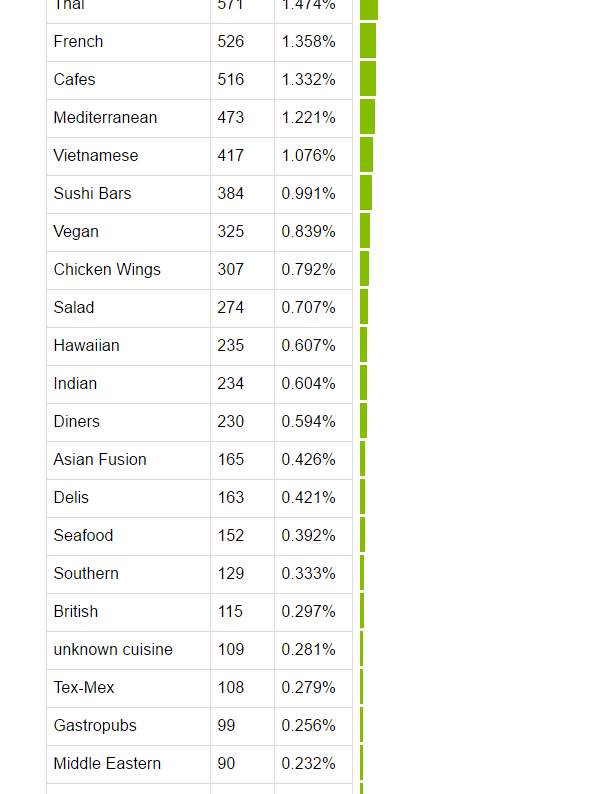 Thai 571 1.474%
French 526 1.358%
Cafes 516 1.332%
Mediterranean 473 1.221%
Vietnamese 417 1.076%
Sushi Bars 384 0.991%
Vegan 325 0.839%
Chicken Wings 307 0.792%
Salad 274 0.707%
Hawaiian 235 0.607%
Indian 234 0.604%
Diners 230 0.594%
Asian Fusion 165 0.426%
Delis 163 0.421%
Seafood 152 0.392%
Southern 129 0.333%
British 115 0.297%
unknown cuisine 109 0.281%
Tex-Mex 108 0.279%
Gastropubs 99 0.256%
Middle Eastern 90 0.232%